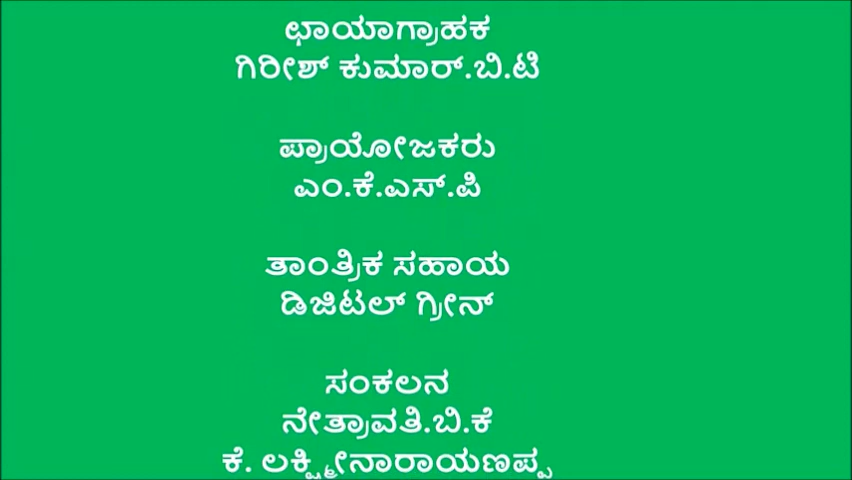 ಛಾಯಾಗ್ರಾಹಕ
ಗಿರೀಶ್ ಕುಮಾರ್.ಬಿ.ಟಿ
ಪ್ರಾಯೋಜಕರು
ಎಂ.ಕೆ.ಎಸ್.ಪಿ
ತಾಂತ್ರಿಕ ಸಹಾಯ
ಡಿಜಿಟಲ್ ಗ್ರೀನ್
ಸಂಕಲನ
ನೇತ್ರಾವತಿ.ಬಿ.ಕೆ
ಕೆ. ಲಕ್ಷ್ಮೀನಾರಾಯಣಪ್ಪ